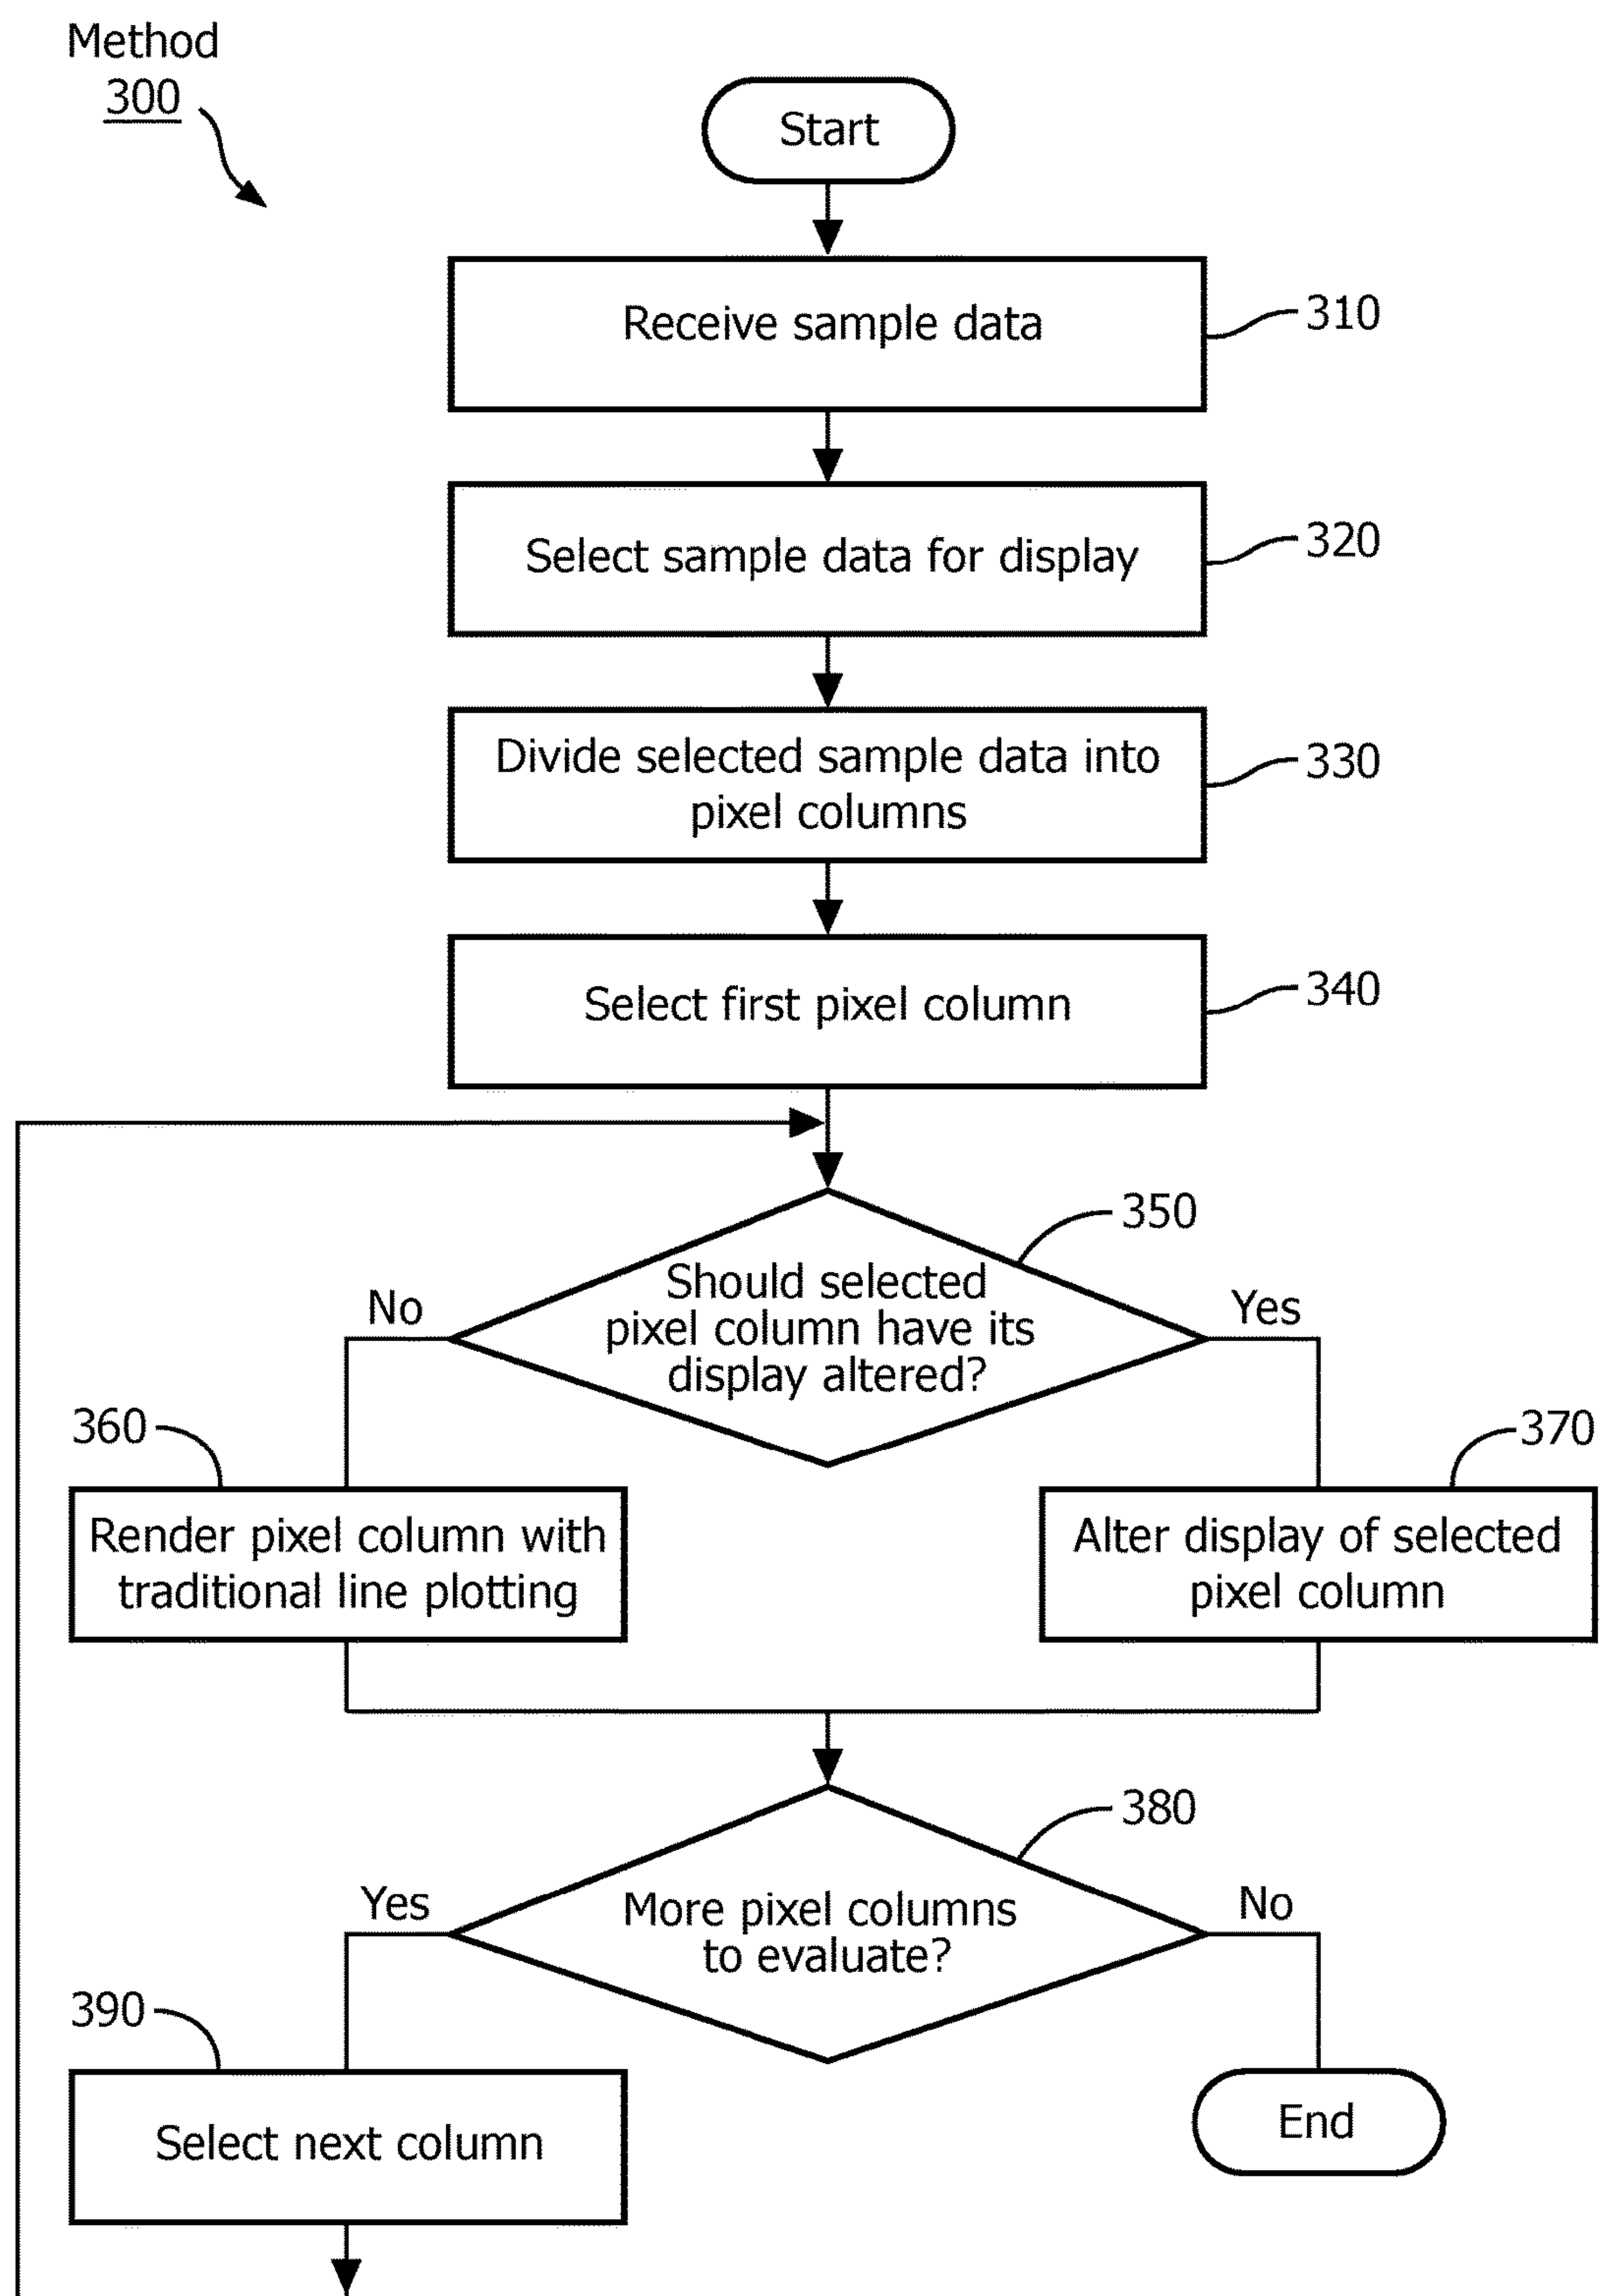 Method
300
Start
Receive sample data
310
Select sample data for display
320
Divide selected sample data into
pixel columns
330
Select first pixel column
340
350
Should selected
pixel column have its
display altered?
No
Yes
360
370
Render pixel column with
traditional line plotting
Alter display of selected
pixel column
380
More pixel columns
to evaluate?
Yes
No
390
Select next column
End